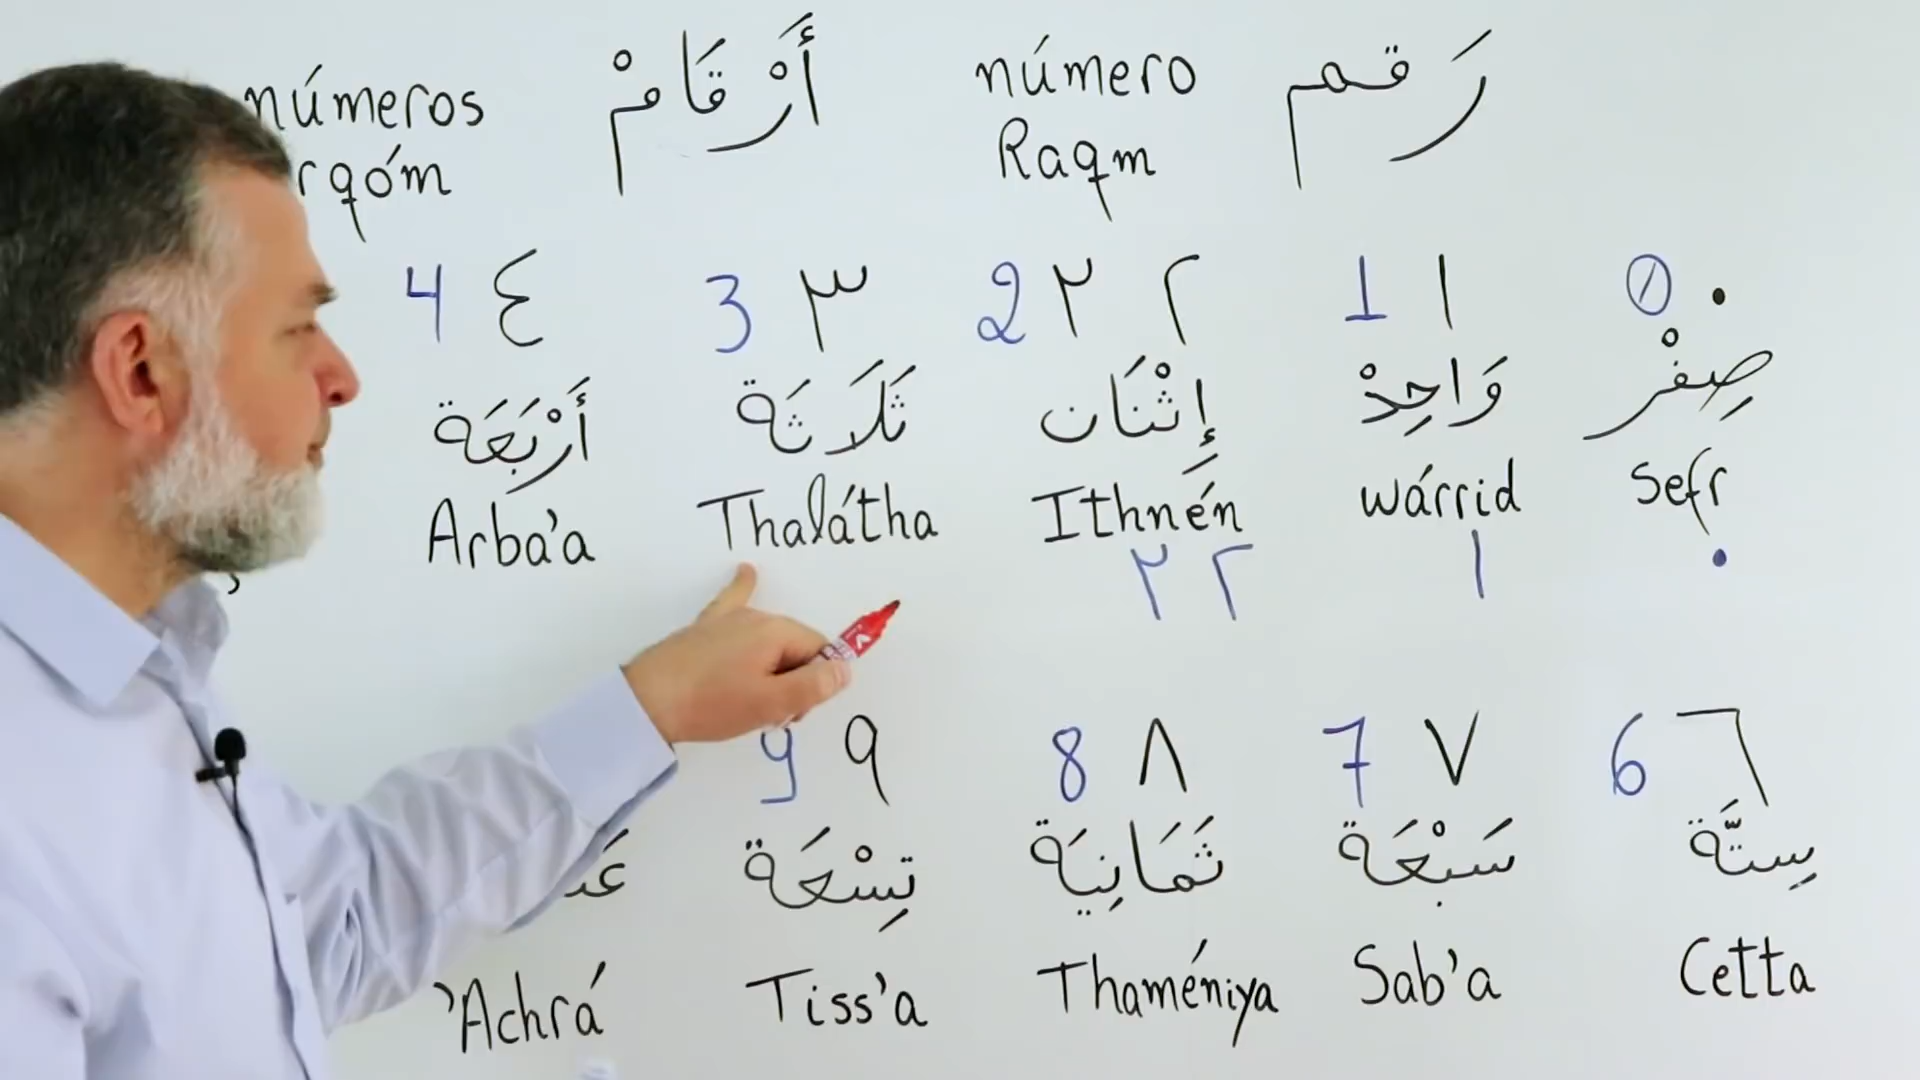 números أَرْقَامْ número رَقم
rqóm Raqm
4 ٤ 3 ٣ 2 ٢ ٢ 1 ١ 0 ٠
أَرْبَعَة ثَلَاثَة إِثْنَان وَاحِدْ صِفْر
Arba'a Thalátha Ithnén wárrid Sefr
٢ ٢ ١ ٠
9 ٩ 8 ٨ 7 ٧ 6 ٦
تِسْعَة ثَمَانِيَة سَبْعَة سِتَّة
'Achrá Tiss'a Thaméniya Sab'a Cetta